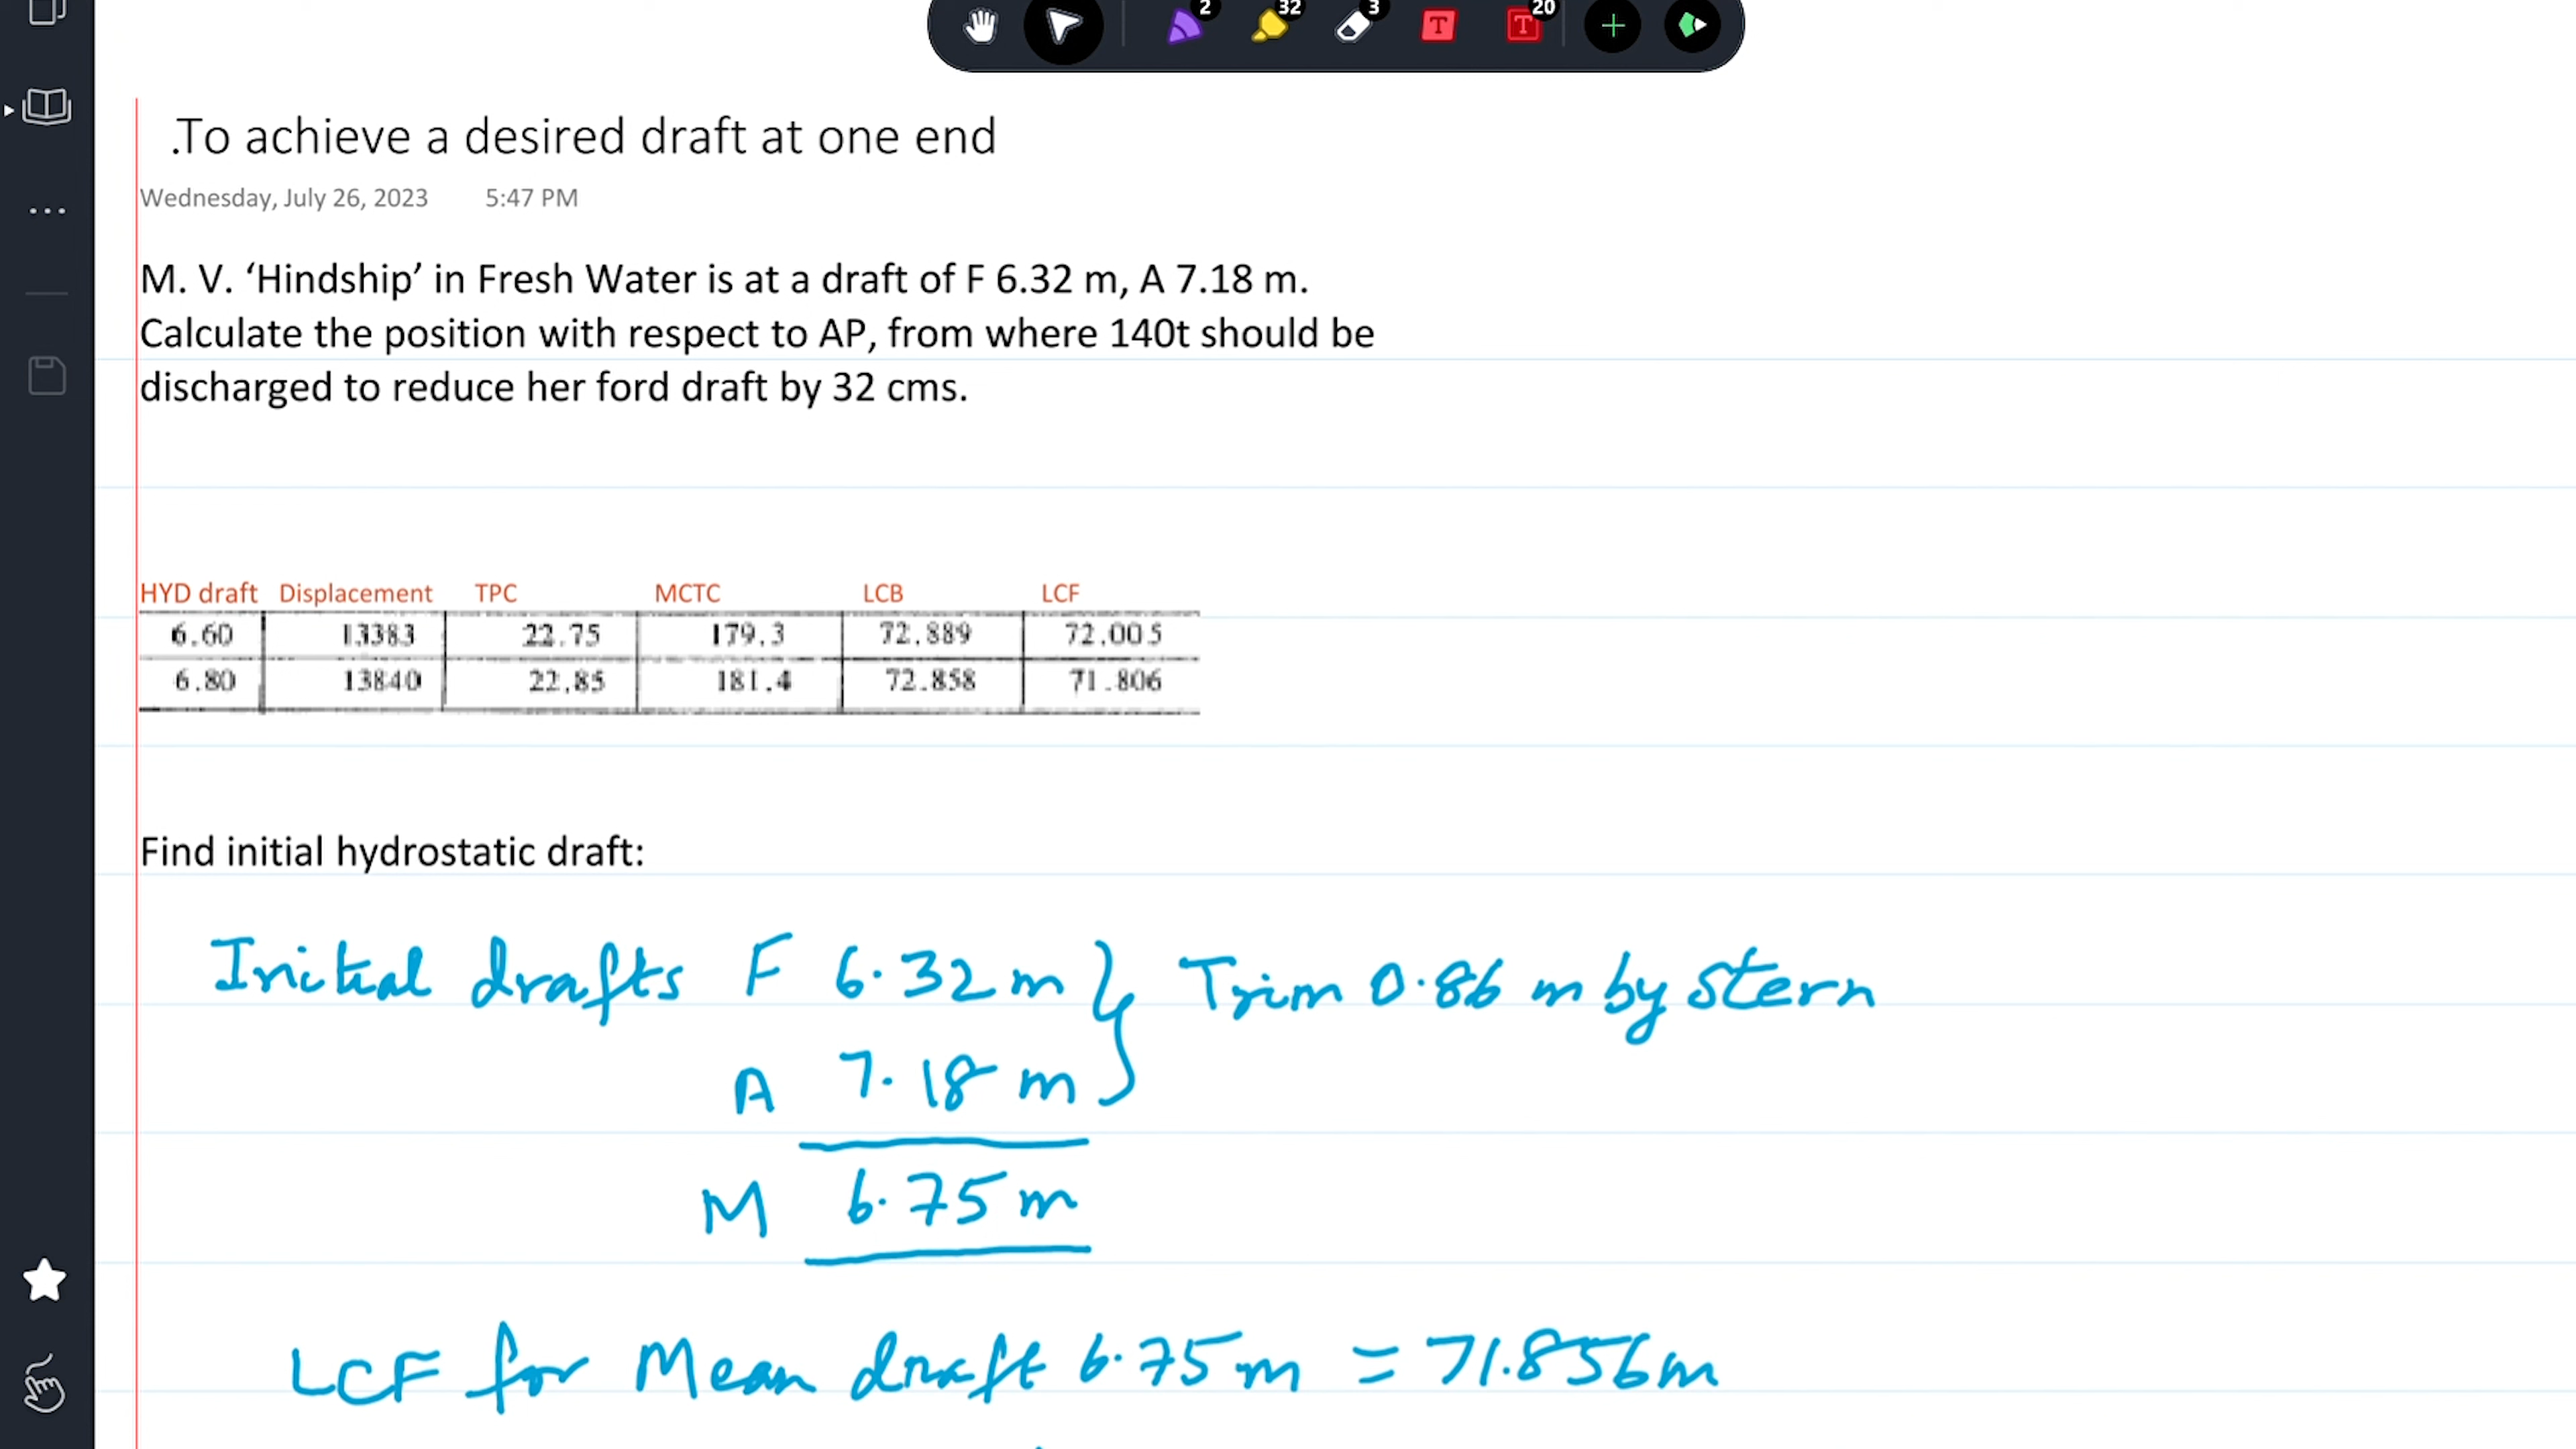 2 32 3 T T 20
.To achieve a desired draft at one end
Wednesday, July 26, 2023 5:47 PM
M. V. ‘Hindship’ in Fresh Water is at a draft of F 6.32 m, A 7.18 m.
Calculate the position with respect to AP, from where 140t should be
discharged to reduce her ford draft by 32 cms.
HYD draft Displacement TPC MCTC LCB LCF
6.60 13383 22.75 179.3 72.889 72.005
6.80 13840 22.85 181.4 72.858 71.806
Find initial hydrostatic draft:
Initial drafts F 6.32 m } Trim 0.86 m by stern
A 7.18 m
M 6.75 m
LCF for Mean draft 6.75 m = 71.856 m